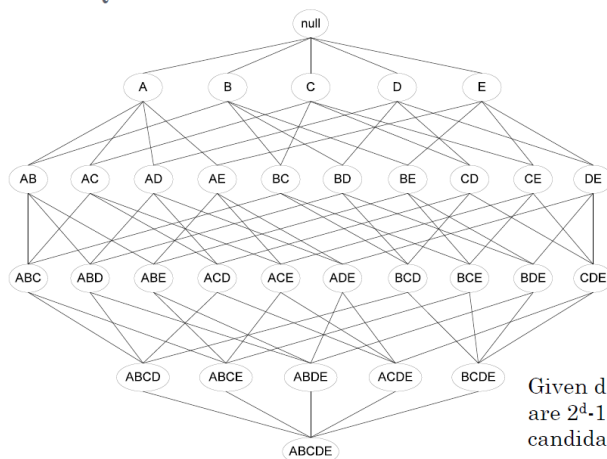 null
A B C D E
AB AC AD AE BC BD BE CD CE DE
ABC ABD ABE ACD ACE ADE BCD BCE BDE CDE
ABCD ABCE ABDE ACDE BCDE
ABCDE
Given d
are 2ᵈ-1
candida